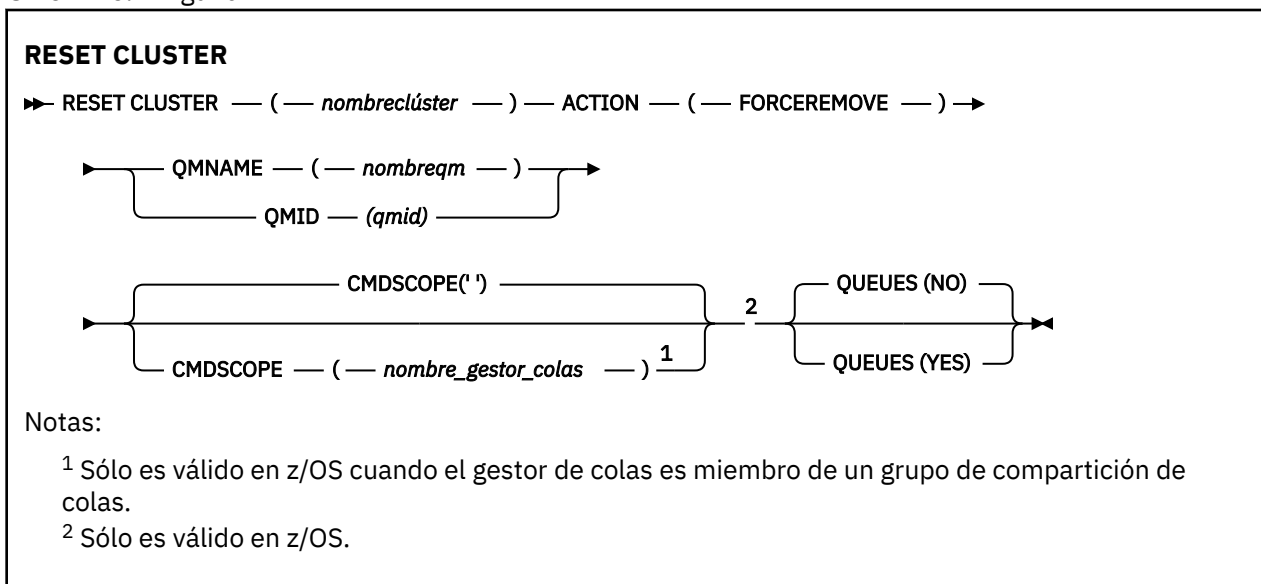 RESET CLUSTER
RESET CLUSTER ( nombreclúster ) ACTION ( FORCEREMOVE )
QMNAME ( nombreqm )
QMID (qmid)
CMDSCOPE(' ')
2
QUEUES (NO)
CMDSCOPE ( nombre_gestor_colas ) 1
QUEUES (YES)
Notas:
1 Sólo es válido en z/OS cuando el gestor de colas es miembro de un grupo de compartición de
colas.
2 Sólo es válido en z/OS.